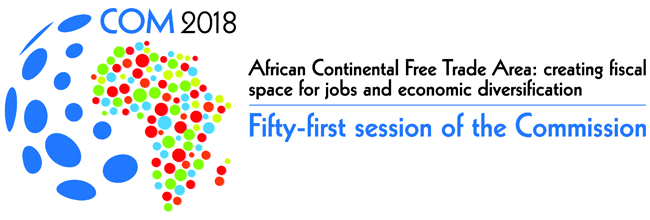 COM 2018
African Continental Free Trade Area: creating fiscal
space for jobs and economic diversification
Fifty-first session of the Commission